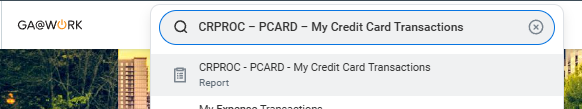 GA@WORK
CRPROC – PCARD – My Credit Card Transactions
CRPROC - PCARD - My Credit Card Transactions
Report
My Expense Transactions